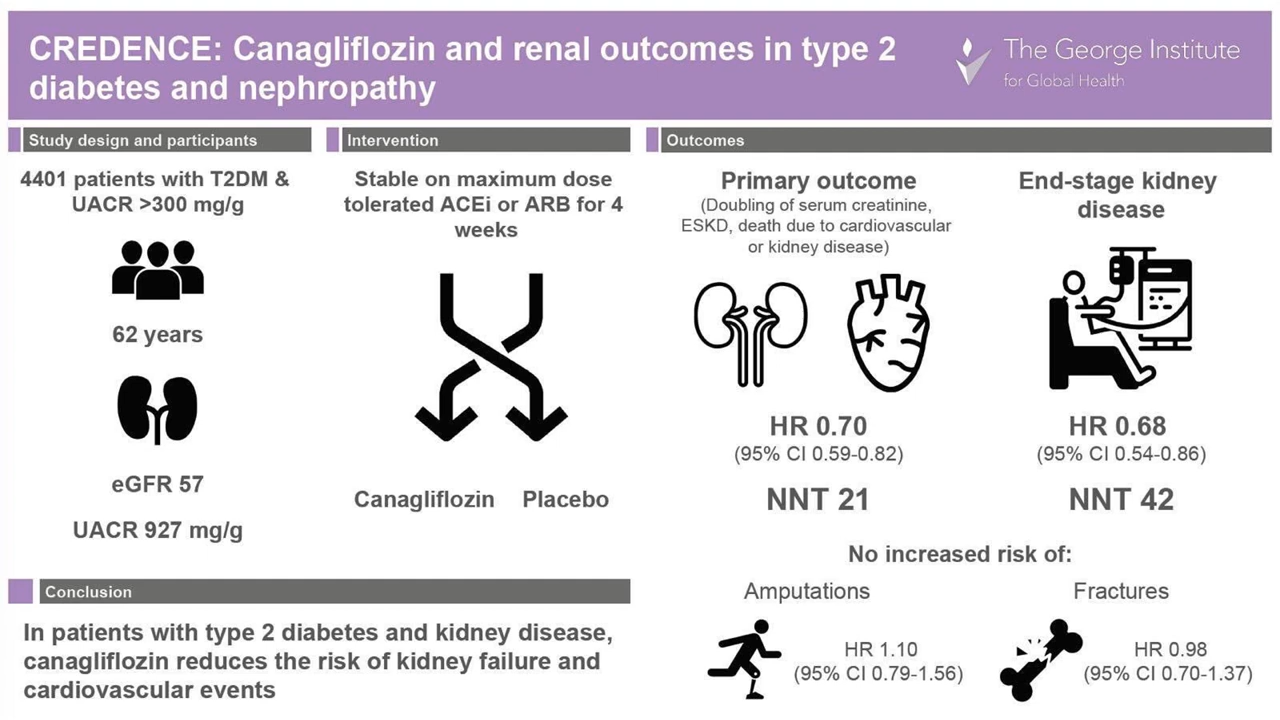 CREDENCE: Canagliflozin and renal outcomes in type 2
diabetes and nephropathy
The George Institute
for Global Health
Study design and participants
4401 patients with T2DM &
UACR >300 mg/g
62 years
eGFR 57
UACR 927 mg/g
Intervention
Stable on maximum dose
tolerated ACEi or ARB for 4
weeks
Canagliflozin Placebo
Outcomes
Primary outcome
(Doubling of serum creatinine,
ESKD, death due to cardiovascular
or kidney disease)
HR 0.70
(95% CI 0.59-0.82)
NNT 21
End-stage kidney
disease
HR 0.68
(95% CI 0.54-0.86)
NNT 42
No increased risk of:
Amputations
HR 1.10
(95% CI 0.79-1.56)
Fractures
HR 0.98
(95% CI 0.70-1.37)
Conclusion
In patients with type 2 diabetes and kidney disease,
canagliflozin reduces the risk of kidney failure and
cardiovascular events